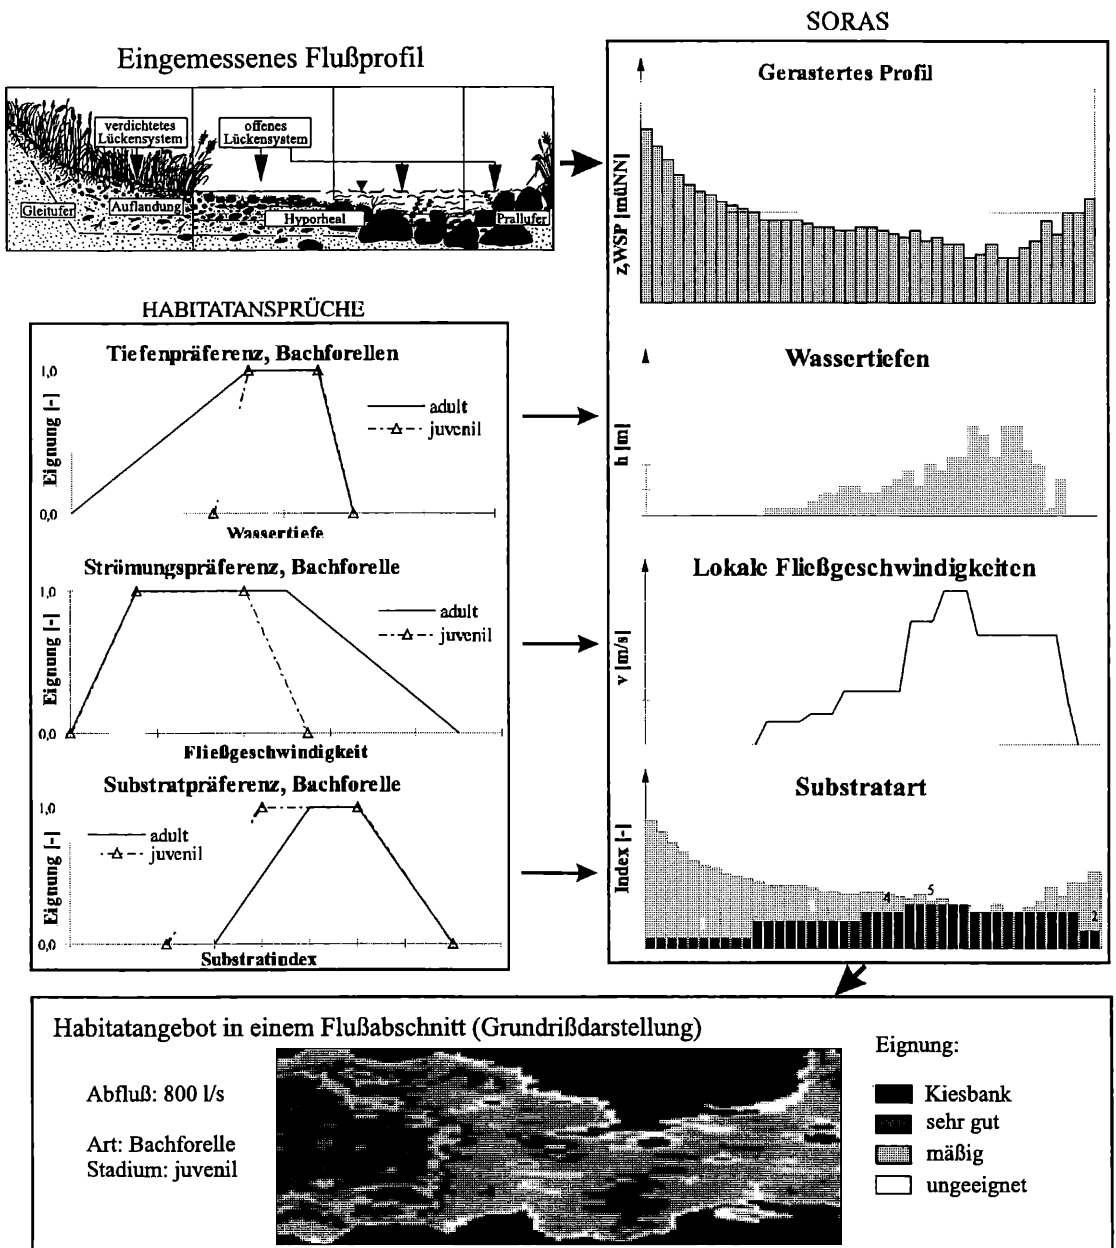 SORAS
Eingemessenes Flußprofil
verdichtetes
Lückensystem
offenes
Lückensystem
Gleitufer
Auflandung
Hyporheal
Prallufer
Gerastertes Profil
z,WSP [müNN]
HABITATANSPRÜCHE
Tiefenpräferenz, Bachforellen
1,0
Eignung [-]
0,0
adult
juvenil
Wassertiefe
Wassertiefen
h [m]
Strömungspräferenz, Bachforelle
1,0
Eignung [-]
0,0
adult
juvenil
Fließgeschwindigkeit
Lokale Fließgeschwindigkeiten
v [m/s]
Substratpräferenz, Bachforelle
1,0
Eignung [-]
0,0
adult
juvenil
Substratindex
Substratart
Index [-]
4
5
2
Habitatangebot in einem Flußabschnitt (Grundrißdarstellung)
Abfluß: 800 l/s
Art: Bachforelle
Stadium: juvenil
Eignung:
Kiesbank
sehr gut
mäßig
ungeeignet